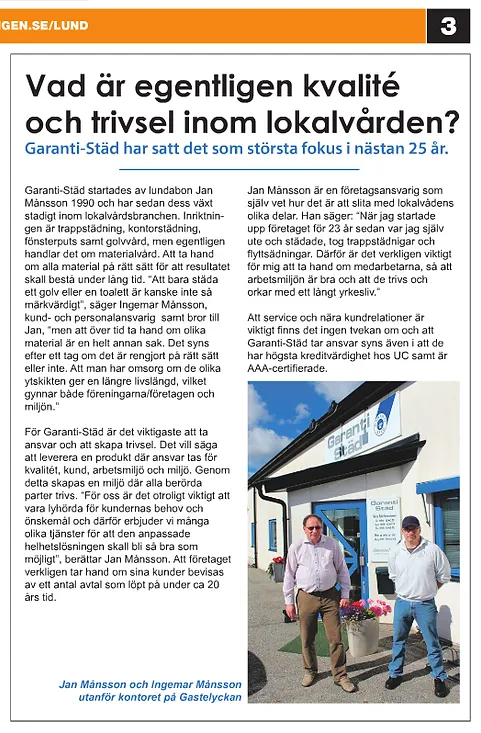 IGEN.SE/LUND
3
Vad är egentligen kvalité
och trivsel inom lokalvården?
Garanti-Städ har satt det som största fokus i nästan 25 år.
Garanti-Städ startades av lundabon Jan
Månsson 1990 och har sedan dess växt
stadigt inom lokalvårdsbranchen. Inriktnin-
gen är trappstädning, kontorstädning,
fönsterputs samt golvvård, men egentligen
handlar det om materialvård. Att ta hand
om alla material på rätt sätt för att resultatet
skall bestå under lång tid. “Att bara städa
ett golv eller en toalett är kanske inte så
märkvärdigt”, säger Ingemar Månsson,
kund- och personalansvarig samt bror till
Jan, “men att över tid ta hand om olika
material är en helt annan sak. Det syns
efter ett tag om det är rengjort på rätt sätt
eller inte. Att man har omsorg om de olika
ytskikten ger en längre livslängd, vilket
gynnar både föreningarna/företagen och
miljön.”
För Garanti-Städ är det viktigaste att ta
ansvar och att skapa trivsel. Det vill säga
att leverera en produkt där ansvar tas för
kvalitét, kund, arbetsmiljö och miljö. Genom
detta skapas en miljö där alla berörda
parter trivs. “För oss är det otroligt viktigt att
vara lyhörda för kundernas behov och
önskemål och därför erbjuder vi många
olika tjänster för att den anpassade
helhetslösningen skall bli så bra som
möjligt”, berättar Jan Månsson. Att företaget
verkligen tar hand om sina kunder bevisas
av ett antal avtal som löpt på under ca 20
års tid.
Jan Månsson och Ingemar Månsson
utanför kontoret på Gastelyckan
Jan Månsson är en företagsansvarig som
själv vet hur det är att slita med lokalvådens
olika delar. Han säger: “När jag startade
upp företaget för 23 år sedan var jag själv
ute och städade, tog trappstädnigar och
flyttsädningar. Därför är det verkligen viktigt
för mig att ta hand om medarbetarna, så att
arbetsmiljön är bra och att de trivs och
orkar med ett långt yrkesliv.”
Att service och nära kundrelationer är
viktigt finns det ingen tvekan om och att
Garanti-Städ tar ansvar syns även i att de
har högsta kreditvärdighet hos UC samt är
AAA-certifierade.
Garanti
Städ
Garanti
Städ